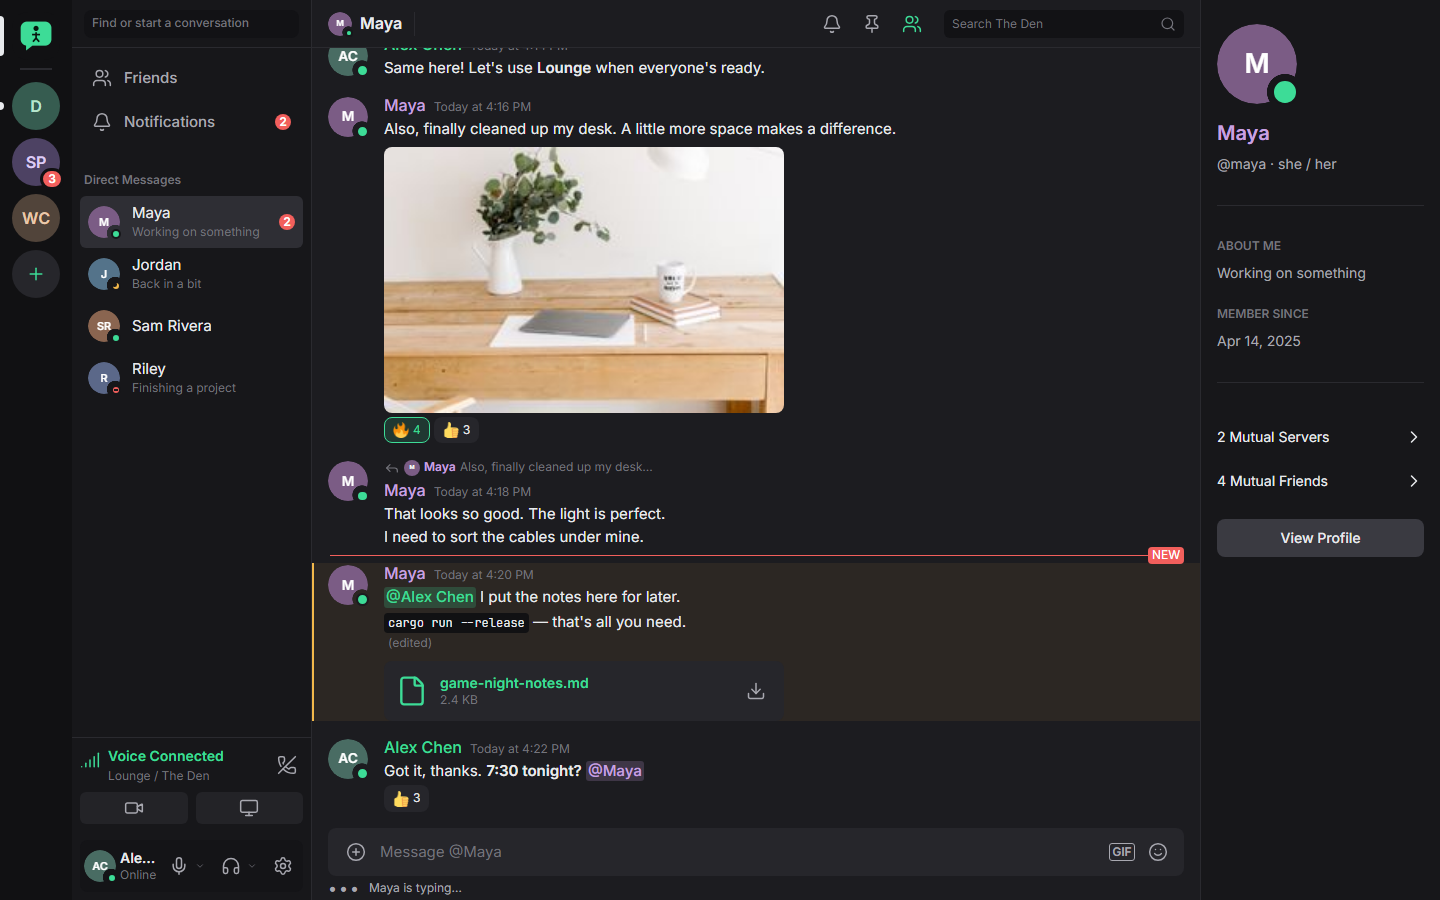 Find or start a conversation
D
SP
3
WC
Friends
Notifications
2
Direct Messages
M
Maya
Working on something
2
J
Jordan
Back in a bit
SR
Sam Rivera
R
Riley
Finishing a project
Voice Connected
Lounge / The Den
AC
Ale...
Online
M
Maya
Search The Den
AC
Same here! Let's use Lounge when everyone's ready.
M
Maya Today at 4:16 PM
Also, finally cleaned up my desk. A little more space makes a difference.
4
3
M Maya Also, finally cleaned up my desk...
M
Maya Today at 4:18 PM
That looks so good. The light is perfect.
I need to sort the cables under mine.
NEW
M
Maya Today at 4:20 PM
@Alex Chen I put the notes here for later.
cargo run --release — that's all you need.
(edited)
game-night-notes.md
2.4 KB
AC
Alex Chen Today at 4:22 PM
Got it, thanks. 7:30 tonight? @Maya
3
Message @Maya
GIF
Maya is typing...
M
Maya
@maya · she / her
ABOUT ME
Working on something
MEMBER SINCE
Apr 14, 2025
2 Mutual Servers
4 Mutual Friends
View Profile